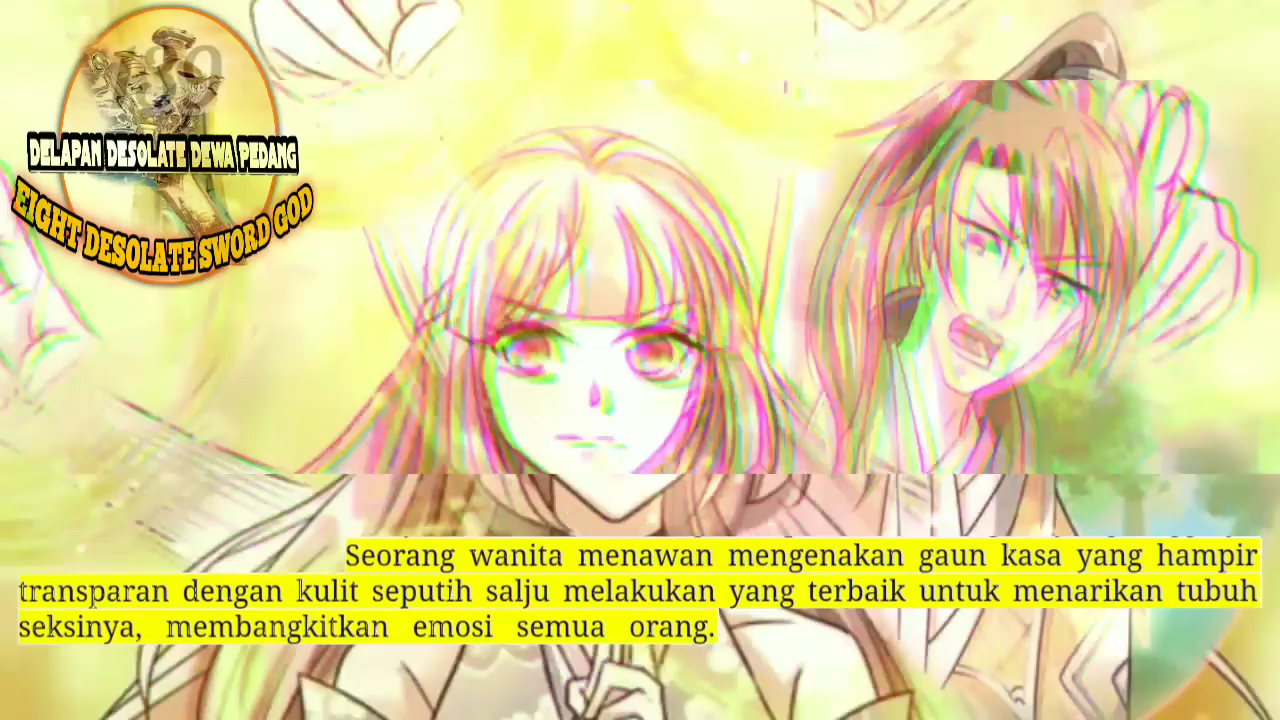 DELAPAN DESOLATE DEWA PEDANG
EIGHT DESOLATE SWORD GOD
Seorang wanita menawan mengenakan gaun kasa yang hampir
transparan dengan kulit seputih salju melakukan yang terbaik untuk menarikan tubuh
seksinya, membangkitkan emosi semua orang.